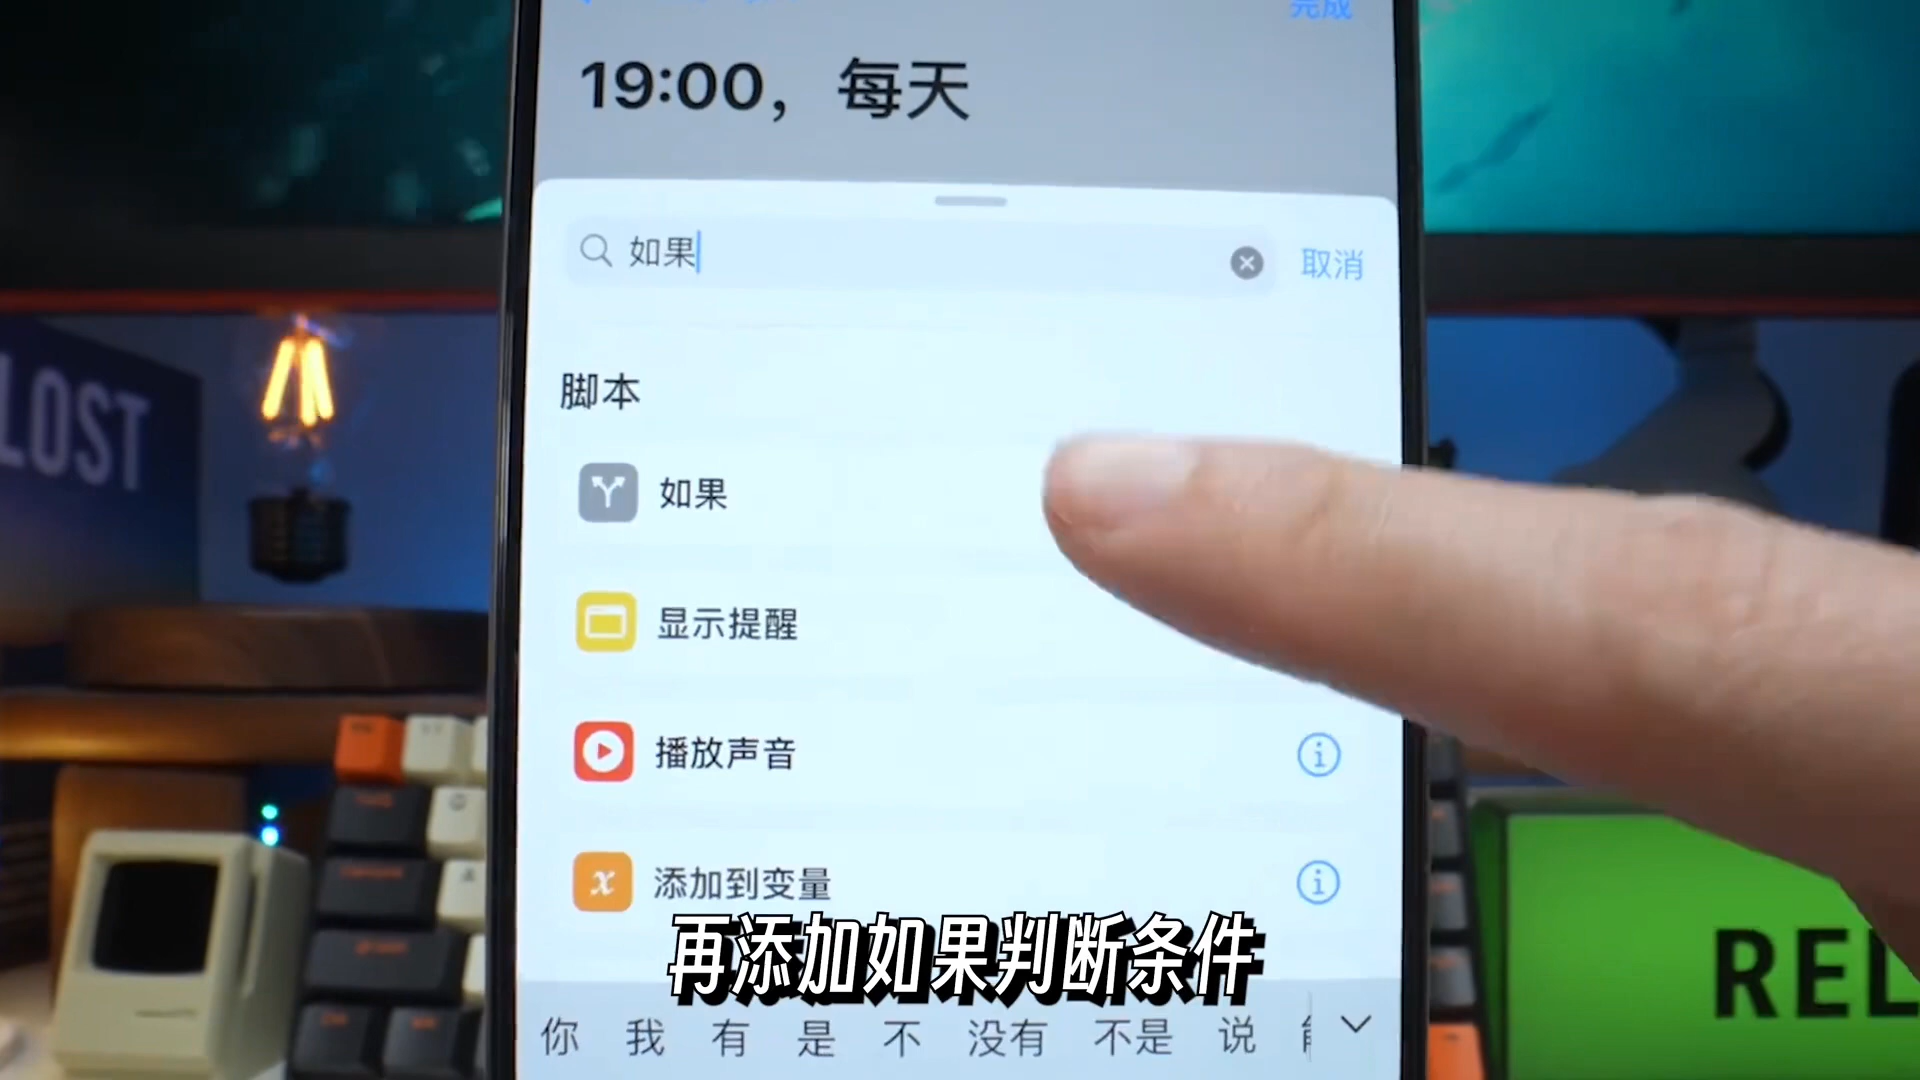 完成
19:00，每天
如果
取消
脚本
如果
显示提醒
播放声音
添加到变量
再添加如果判断条件
你 我 有 是 不 没有 不是 说
LOST
REL